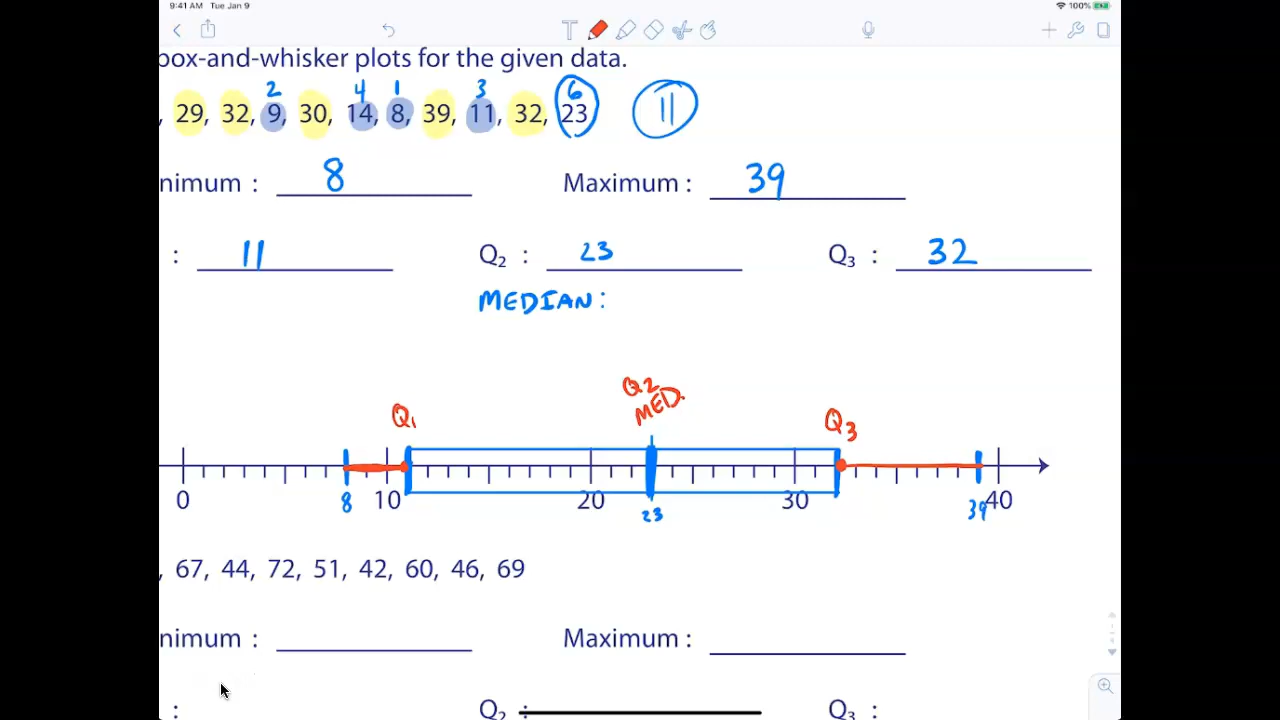 9:41 AM Tue Jan 9
100%
box-and-whisker plots for the given data.
2 4 1 3 6
, 29, 32, 9, 30, 14, 8, 39, 11, 32, 23 11
nimum : 8 Maximum : 39
: 11 Q2 : 23 Q3 : 32
MEDIAN:
Q1 Q2 MED. Q3
0 8 10 20 23 30 39 40
, 67, 44, 72, 51, 42, 60, 46, 69
nimum : Maximum :
: Q2 : Q3 :